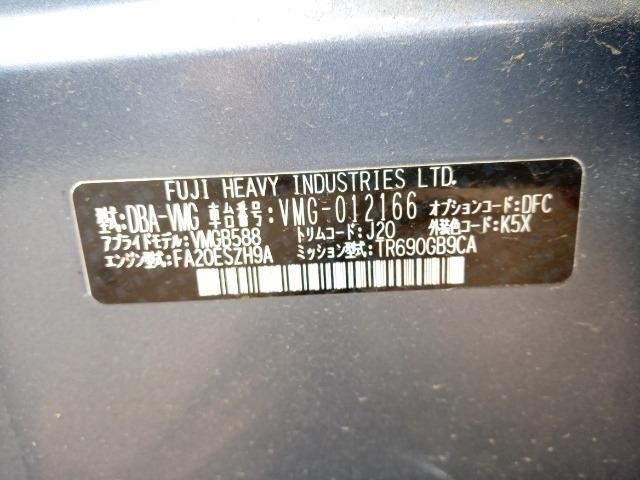 FUJI HEAVY INDUSTRIES LTD.
型式:DBA-VMG 車台番号:VMG-012166 オプションコード:DFC
アプライドモデル:VMGB588 トリムコード:J20 外装色コード:K5X
エンジン型式:FA20ESZH9A ミッション型式:TR690GB9CA